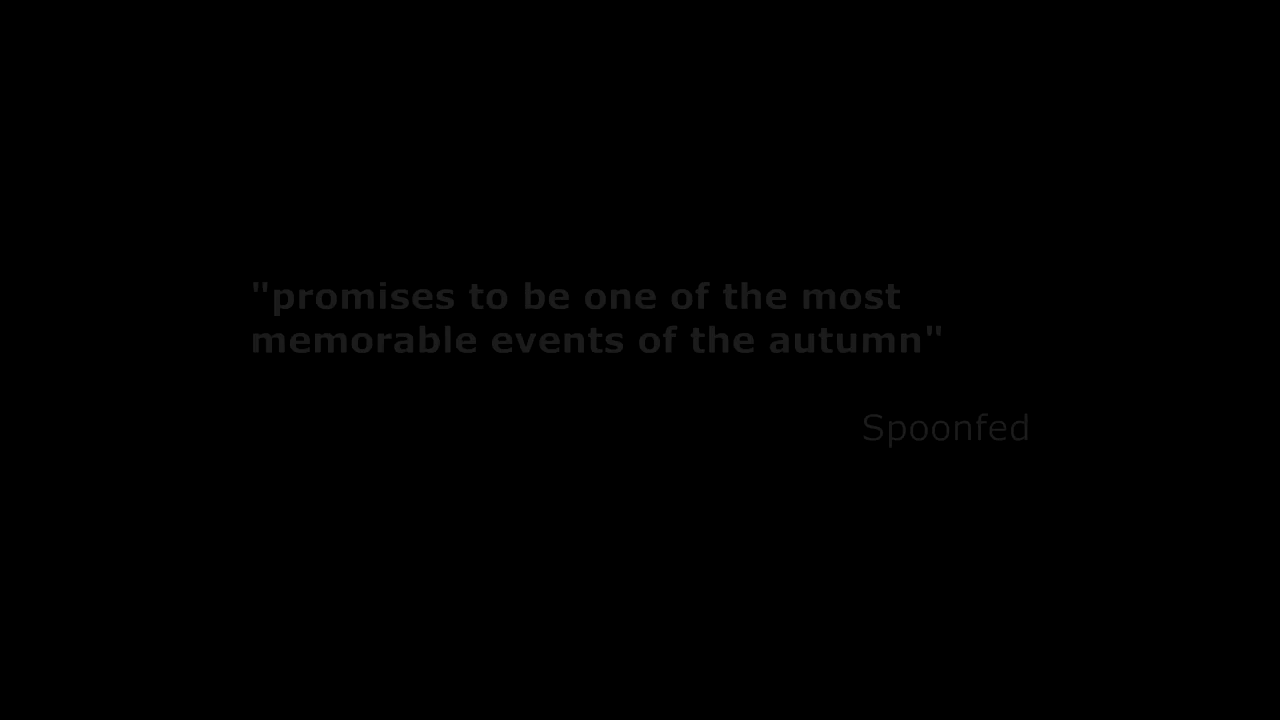 "promises to be one of the most
memorable events of the autumn"
Spoonfed